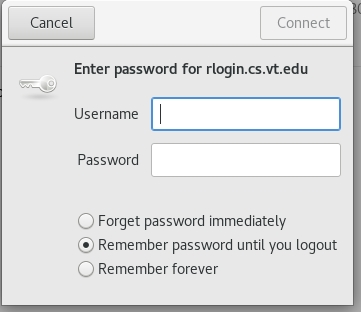 Cancel
Connect
Enter password for rlogin.cs.vt.edu
Username
Password
Forget password immediately
Remember password until you logout
Remember forever